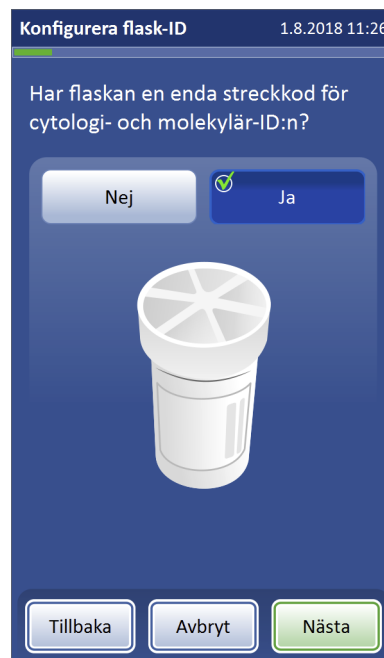 Konfigurera flask-ID 1.8.2018 11:26
Har flaskan en enda streckkod för
cytologi- och molekylär-ID:n?
Nej Ja
Tillbaka Avbryt Nästa